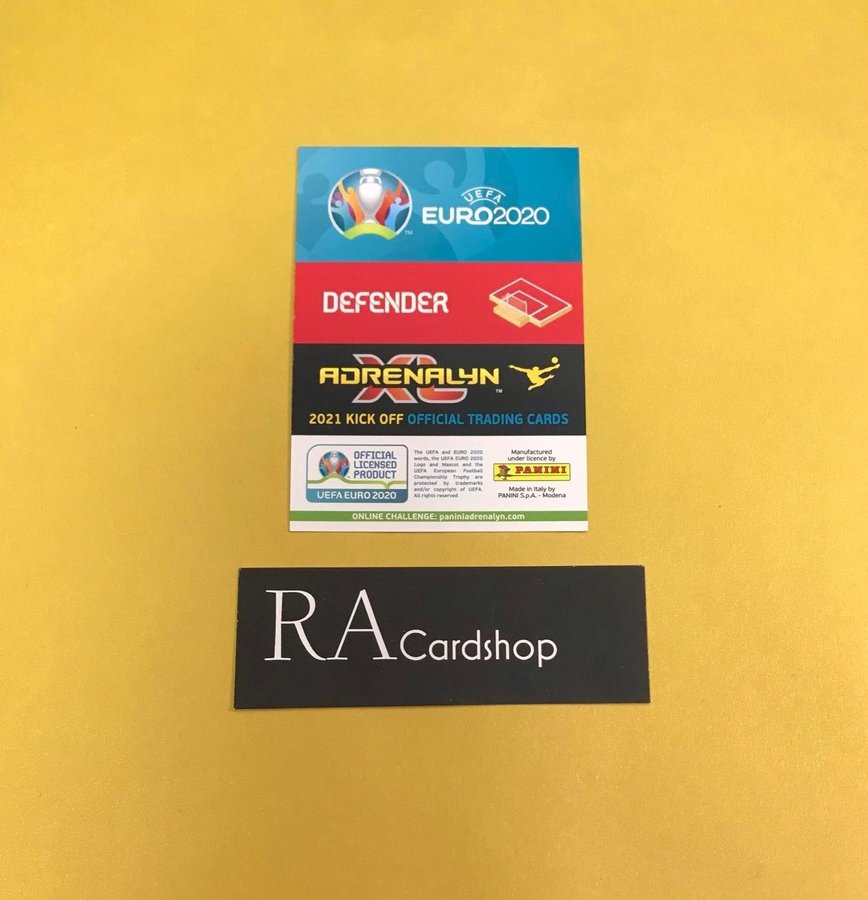 UEFA
EURO2020
TM
DEFENDER
ADRENALYN
XL
TM
2021 KICK OFF OFFICIAL TRADING CARDS
OFFICIAL
LICENSED
PRODUCT
UEFA EURO 2020
The UEFA and EURO 2020
words, the UEFA EURO 2020
Logo and Mascot and the
UEFA European Football
Championship Trophy are
protected by trademarks
and/or copyright of UEFA.
All rights reserved.
Manufactured
under licence by
PANINI
Made in Italy by
PANINI S.p.A. - Modena
ONLINE CHALLENGE: paniniadrenalyn.com
RA Cardshop